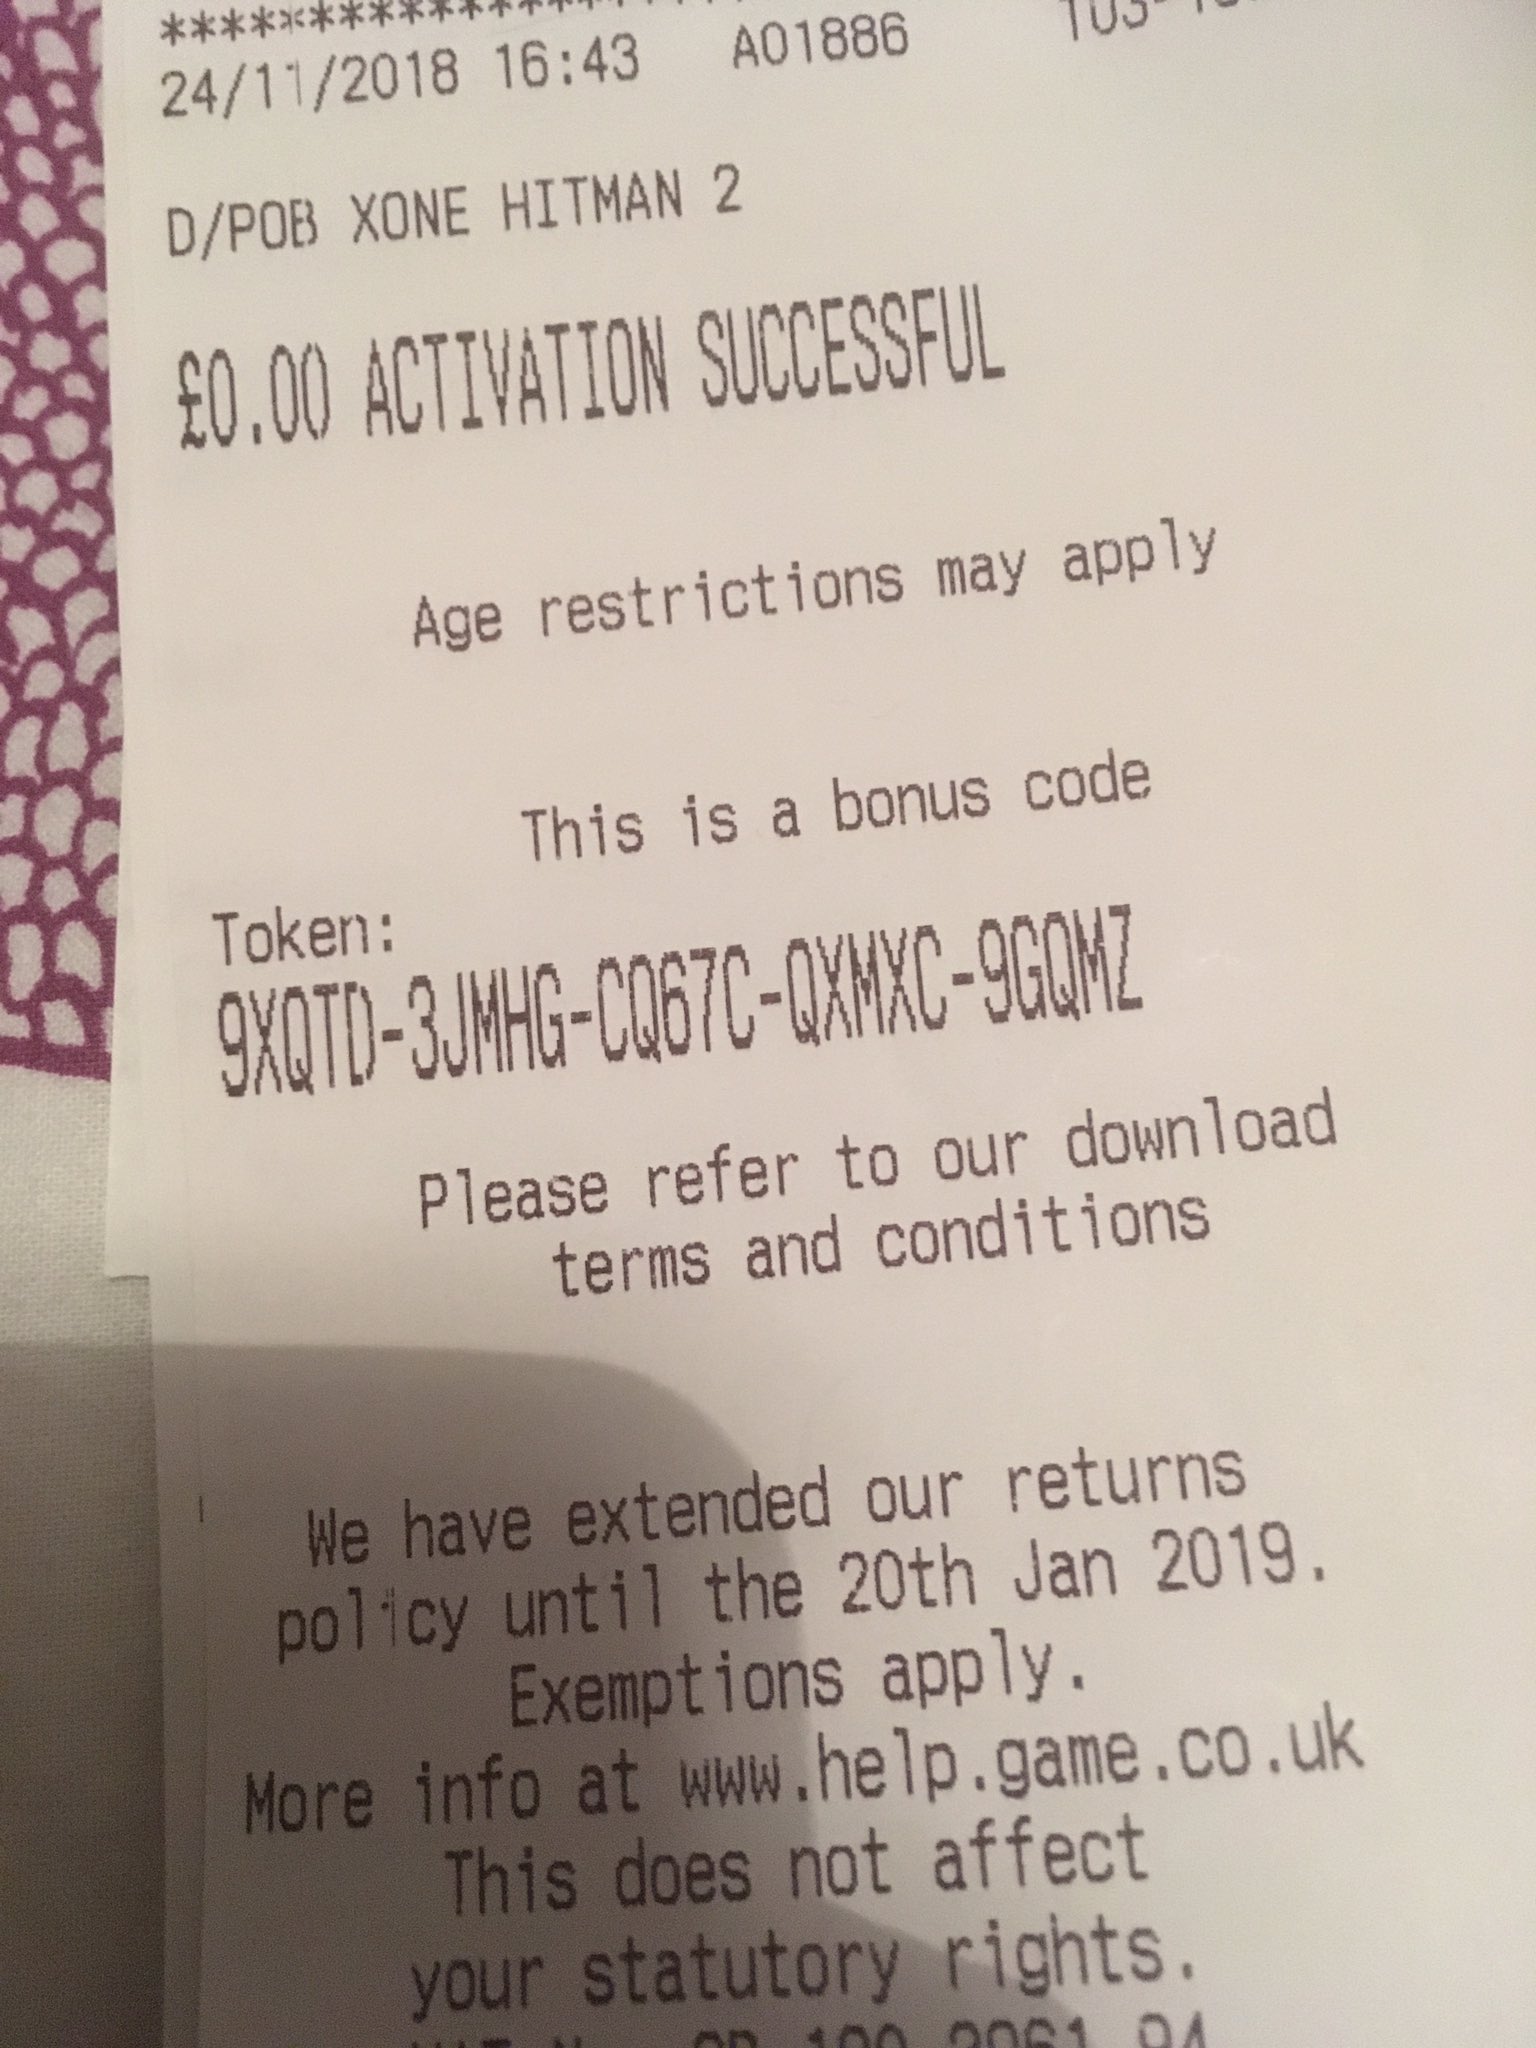 24/11/2018 16:43 A01886
D/POB XONE HITMAN 2
£0.00 ACTIVATION SUCCESSFUL
Age restrictions may apply
This is a bonus code
Token:
9XQTD-3JMHG-CQ67C-QXMXC-9GQMZ
Please refer to our download
terms and conditions
We have extended our returns
policy until the 20th Jan 2019.
Exemptions apply.
More info at www.help.game.co.uk
This does not affect
your statutory rights.